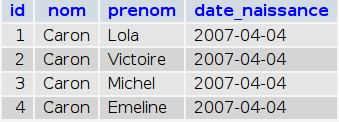 id nom prenom date_naissance
1 Caron Lola 2007-04-04
2 Caron Victoire 2007-04-04
3 Caron Michel 2007-04-04
4 Caron Emeline 2007-04-04